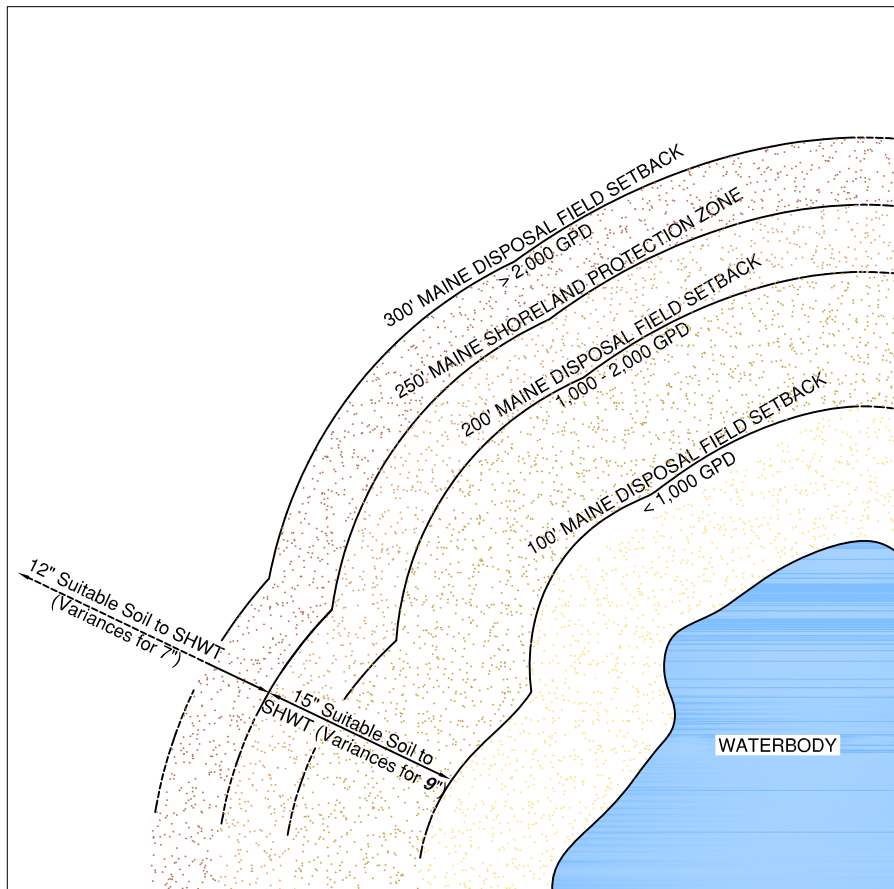 300' MAINE DISPOSAL FIELD SETBACK
> 2,000 GPD
250' MAINE SHORELAND PROTECTION ZONE
200' MAINE DISPOSAL FIELD SETBACK
1,000 - 2,000 GPD
100' MAINE DISPOSAL FIELD SETBACK
< 1,000 GPD
12" Suitable Soil to SHWT
(Variances for 7")
15" Suitable Soil to
SHWT (Variances for 9")
WATERBODY